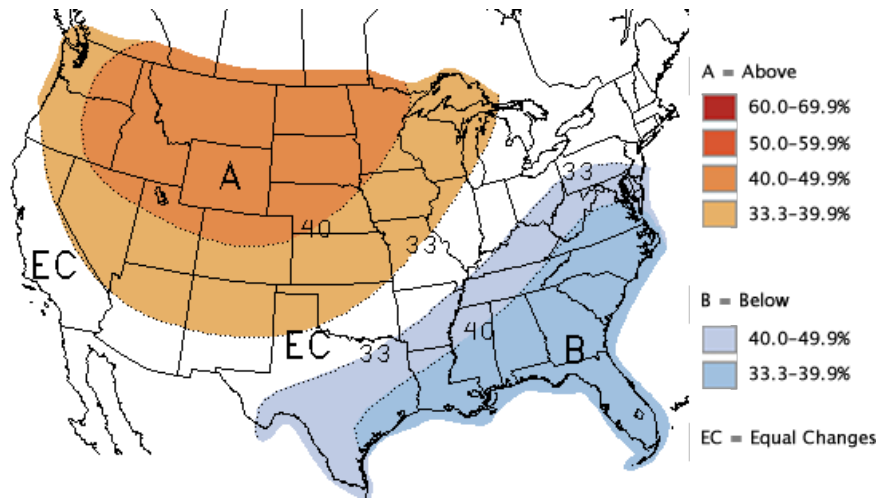 A
40
33
33
EC
EC
33
40
B
A = Above
60.0–69.9%
50.0–59.9%
40.0–49.9%
33.3–39.9%
B = Below
40.0–49.9%
33.3–39.9%
EC = Equal Changes